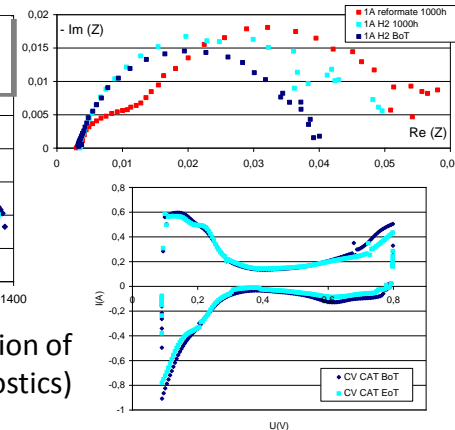 - Im (Z)
1A reformate 1000h
1A H2 1000h
1A H2 BoT
0,02
0,015
0,01
0,005
0
Re (Z)
0 0,01 0,02 0,03 0,04 0,05
1400
0,8
0,6
0,4
0,2
0
-0,2
-0,4
-0,6
-0,8
-1
I(A)
0 0,2 0,4 0,6 0,8 1
CV CAT BoT
CV CAT EoT
U(V)
ion of
ostics)